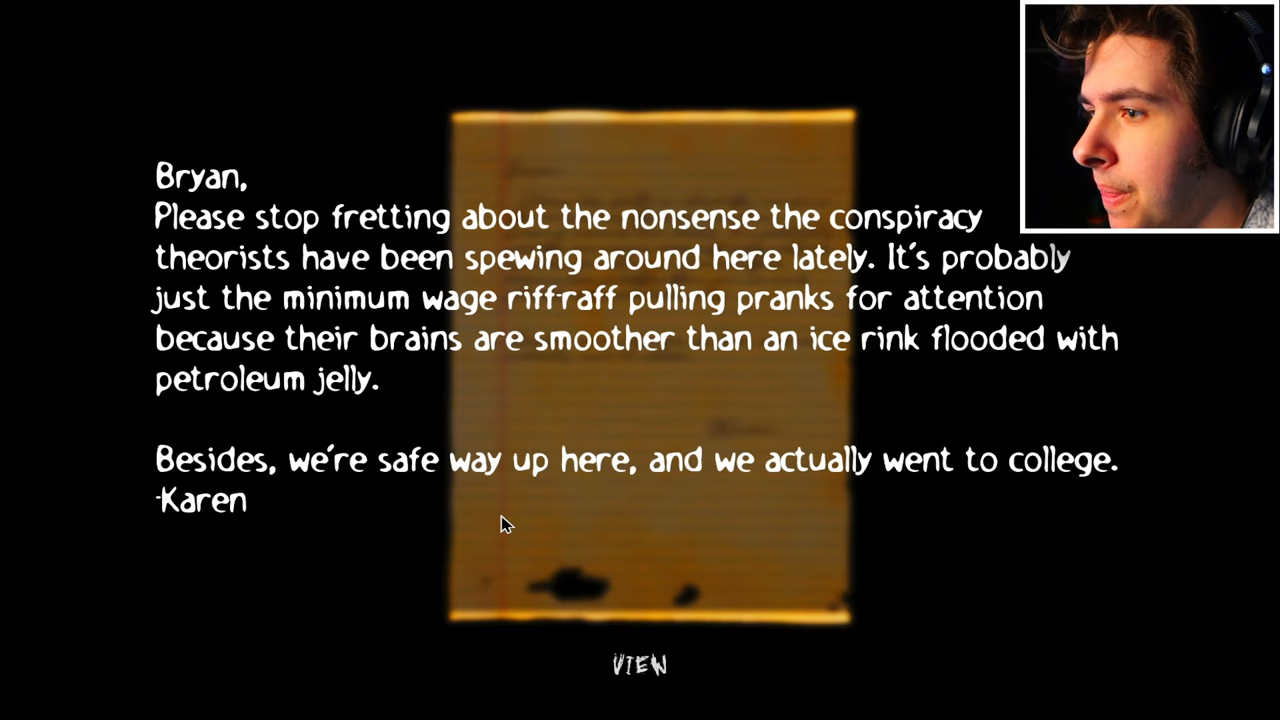 Bryan,
Please stop fretting about the nonsense the conspiracy
theorists have been spewing around here lately. It's probably
just the minimum wage riff-raff pulling pranks for attention
because their brains are smoother than an ice rink flooded with
petroleum jelly.
Besides, we're safe way up here, and we actually went to college.
-Karen
VIEW